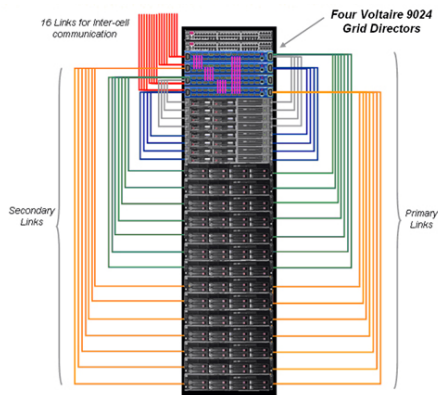 16 Links for Inter-cell
communication
Four Voltaire 9024
Grid Directors
Secondary
Links
Primary
Links